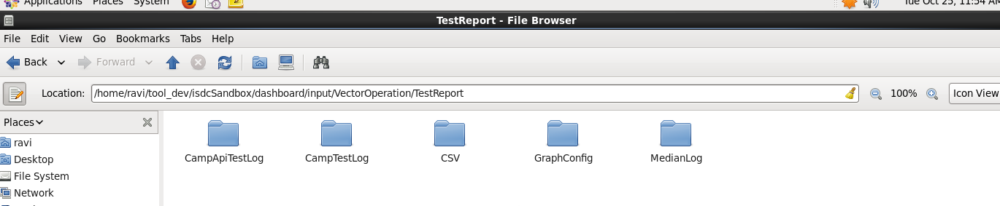 Applications Places System Tue Oct 25, 11:54 AM
TestReport - File Browser
File Edit View Go Bookmarks Tabs Help
Back Forward
Location: /home/ravi/tool_dev/isdcSandbox/dashboard/input/VectorOperation/TestReport 100% Icon View
Places
ravi
Desktop
File System
Network
CampApiTestLog CampTestLog CSV GraphConfig MedianLog